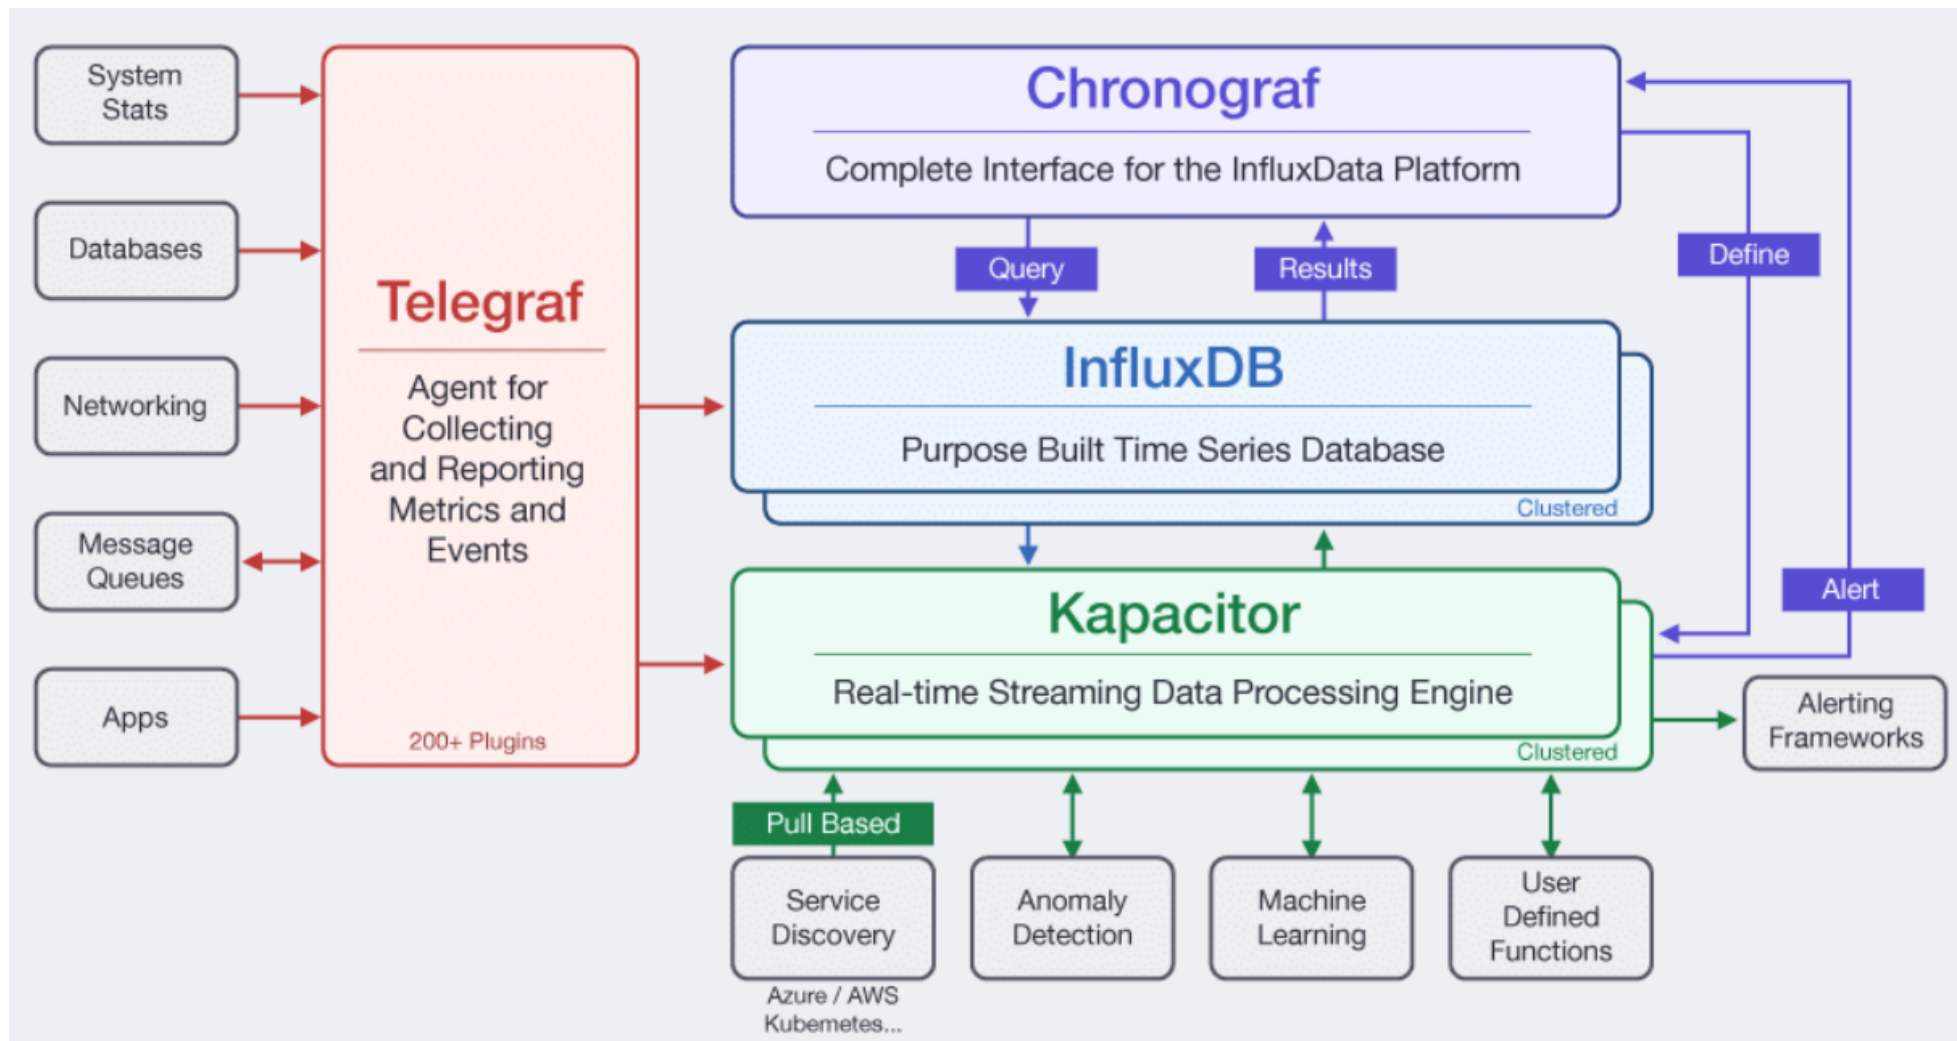 System
Stats
Databases
Networking
Message
Queues
Apps
Telegraf
Agent for
Collecting
and Reporting
Metrics and
Events
200+ Plugins
Chronograf
Complete Interface for the InfluxData Platform
Query
Results
Define
InfluxDB
Purpose Built Time Series Database
Clustered
Alert
Kapacitor
Real-time Streaming Data Processing Engine
Clustered
Alerting
Frameworks
Pull Based
Service
Discovery
Azure / AWS
Kubernetes...
Anomaly
Detection
Machine
Learning
User
Defined
Functions